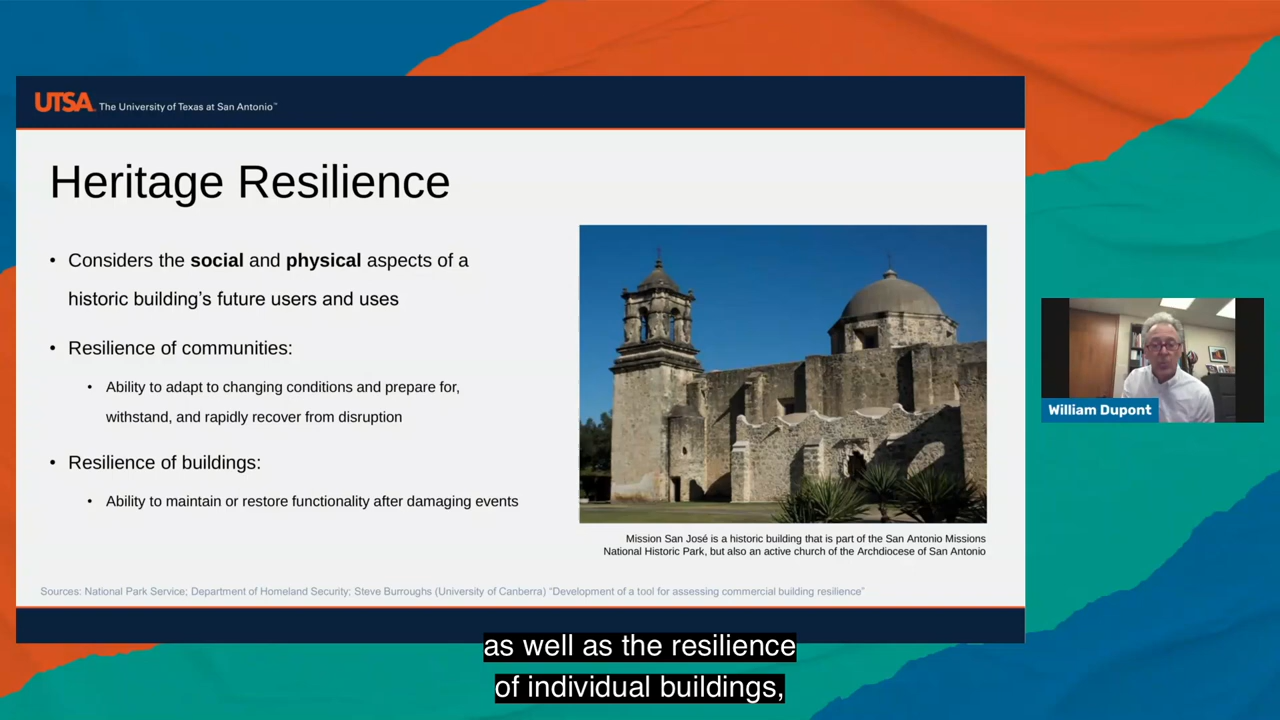 UTSA The University of Texas at San Antonio™
Heritage Resilience
• Considers the social and physical aspects of a
historic building's future users and uses
• Resilience of communities:
• Ability to adapt to changing conditions and prepare for,
withstand, and rapidly recover from disruption
• Resilience of buildings:
• Ability to maintain or restore functionality after damaging events
Mission San José is a historic building that is part of the San Antonio Missions
National Historic Park, but also an active church of the Archdiocese of San Antonio
Sources: National Park Service; Department of Homeland Security; Steve Burroughs (University of Canberra) “Development of a tool for assessing commercial building resilience”
William Dupont
as well as the resilience
of individual buildings,